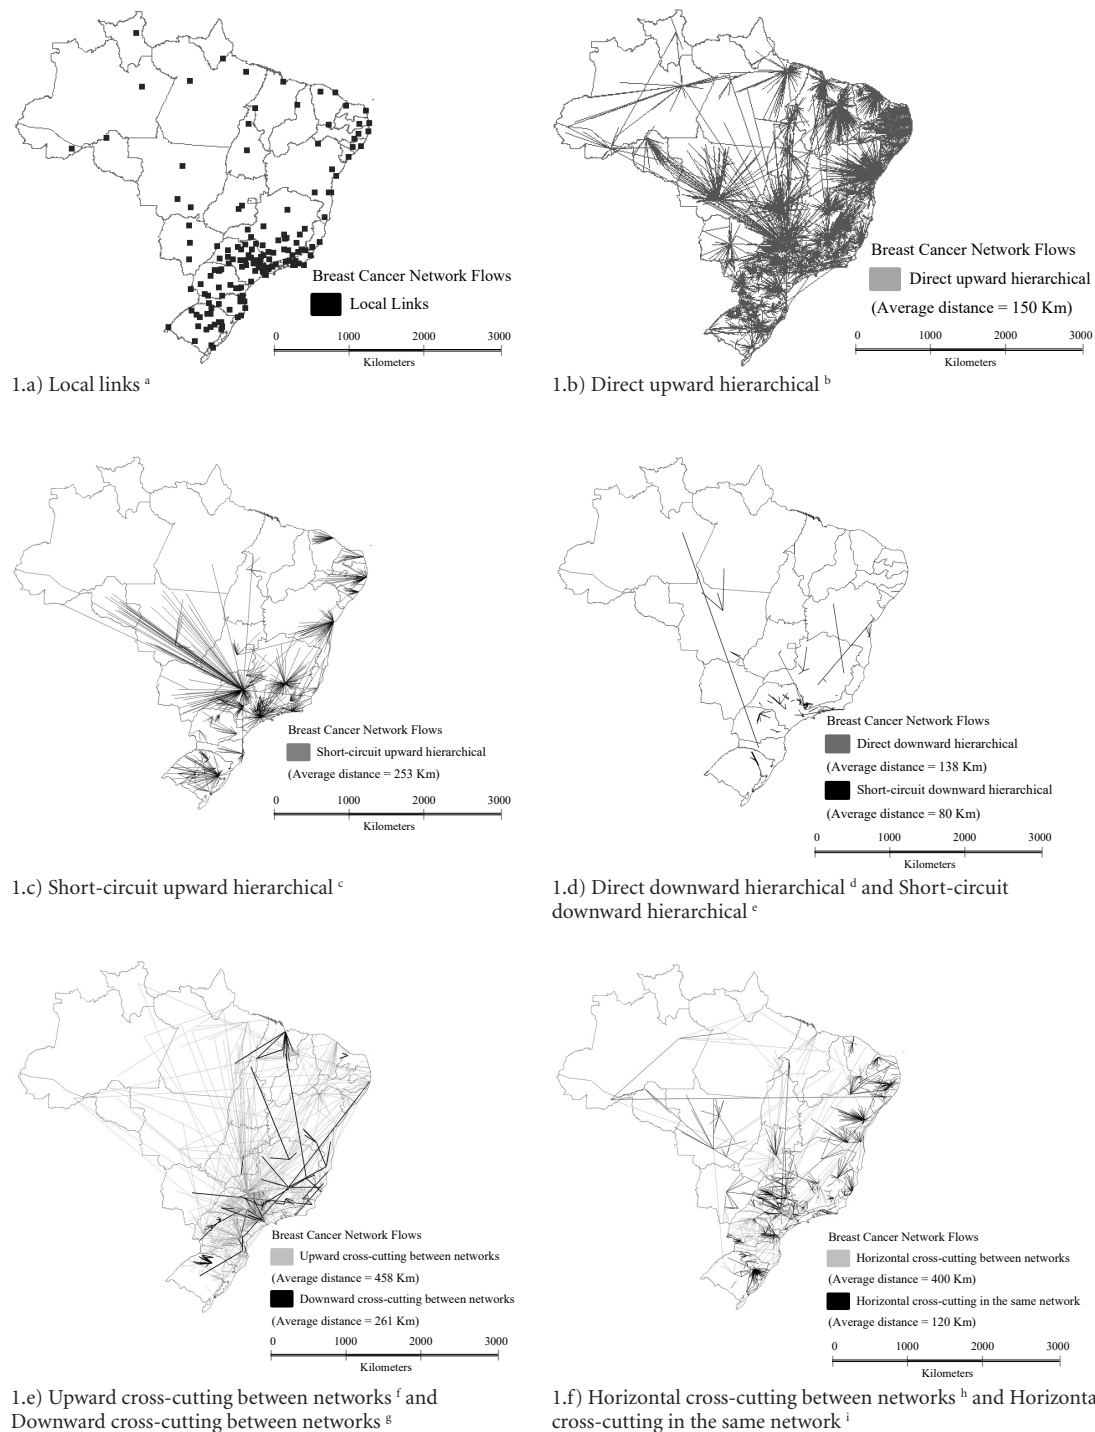 Breast Cancer Network Flows
Local Links
0 1000 2000 3000
Kilometers
1.a) Local links a
Breast Cancer Network Flows
Direct upward hierarchical
(Average distance = 150 Km)
0 1000 2000 3000
Kilometers
1.b) Direct upward hierarchical b
Breast Cancer Network Flows
Short-circuit upward hierarchical
(Average distance = 253 Km)
0 1000 2000 3000
Kilometers
1.c) Short-circuit upward hierarchical c
Breast Cancer Network Flows
Direct downward hierarchical
(Average distance = 138 Km)
Short-circuit downward hierarchical
(Average distance = 80 Km)
0 1000 2000 3000
Kilometers
1.d) Direct downward hierarchical d and Short-circuit
downward hierarchical e
Breast Cancer Network Flows
Upward cross-cutting between networks
(Average distance = 458 Km)
Downward cross-cutting between networks
(Average distance = 261 Km)
0 1000 2000 3000
Kilometers
1.e) Upward cross-cutting between networks f and
Downward cross-cutting between networks g
Breast Cancer Network Flows
Horizontal cross-cutting between networks
(Average distance = 400 Km)
Horizontal cross-cutting in the same network
(Average distance = 120 Km)
0 1000 2000 3000
Kilometers
1.f) Horizontal cross-cutting between networks h and Horizonta
cross-cutting in the same network i